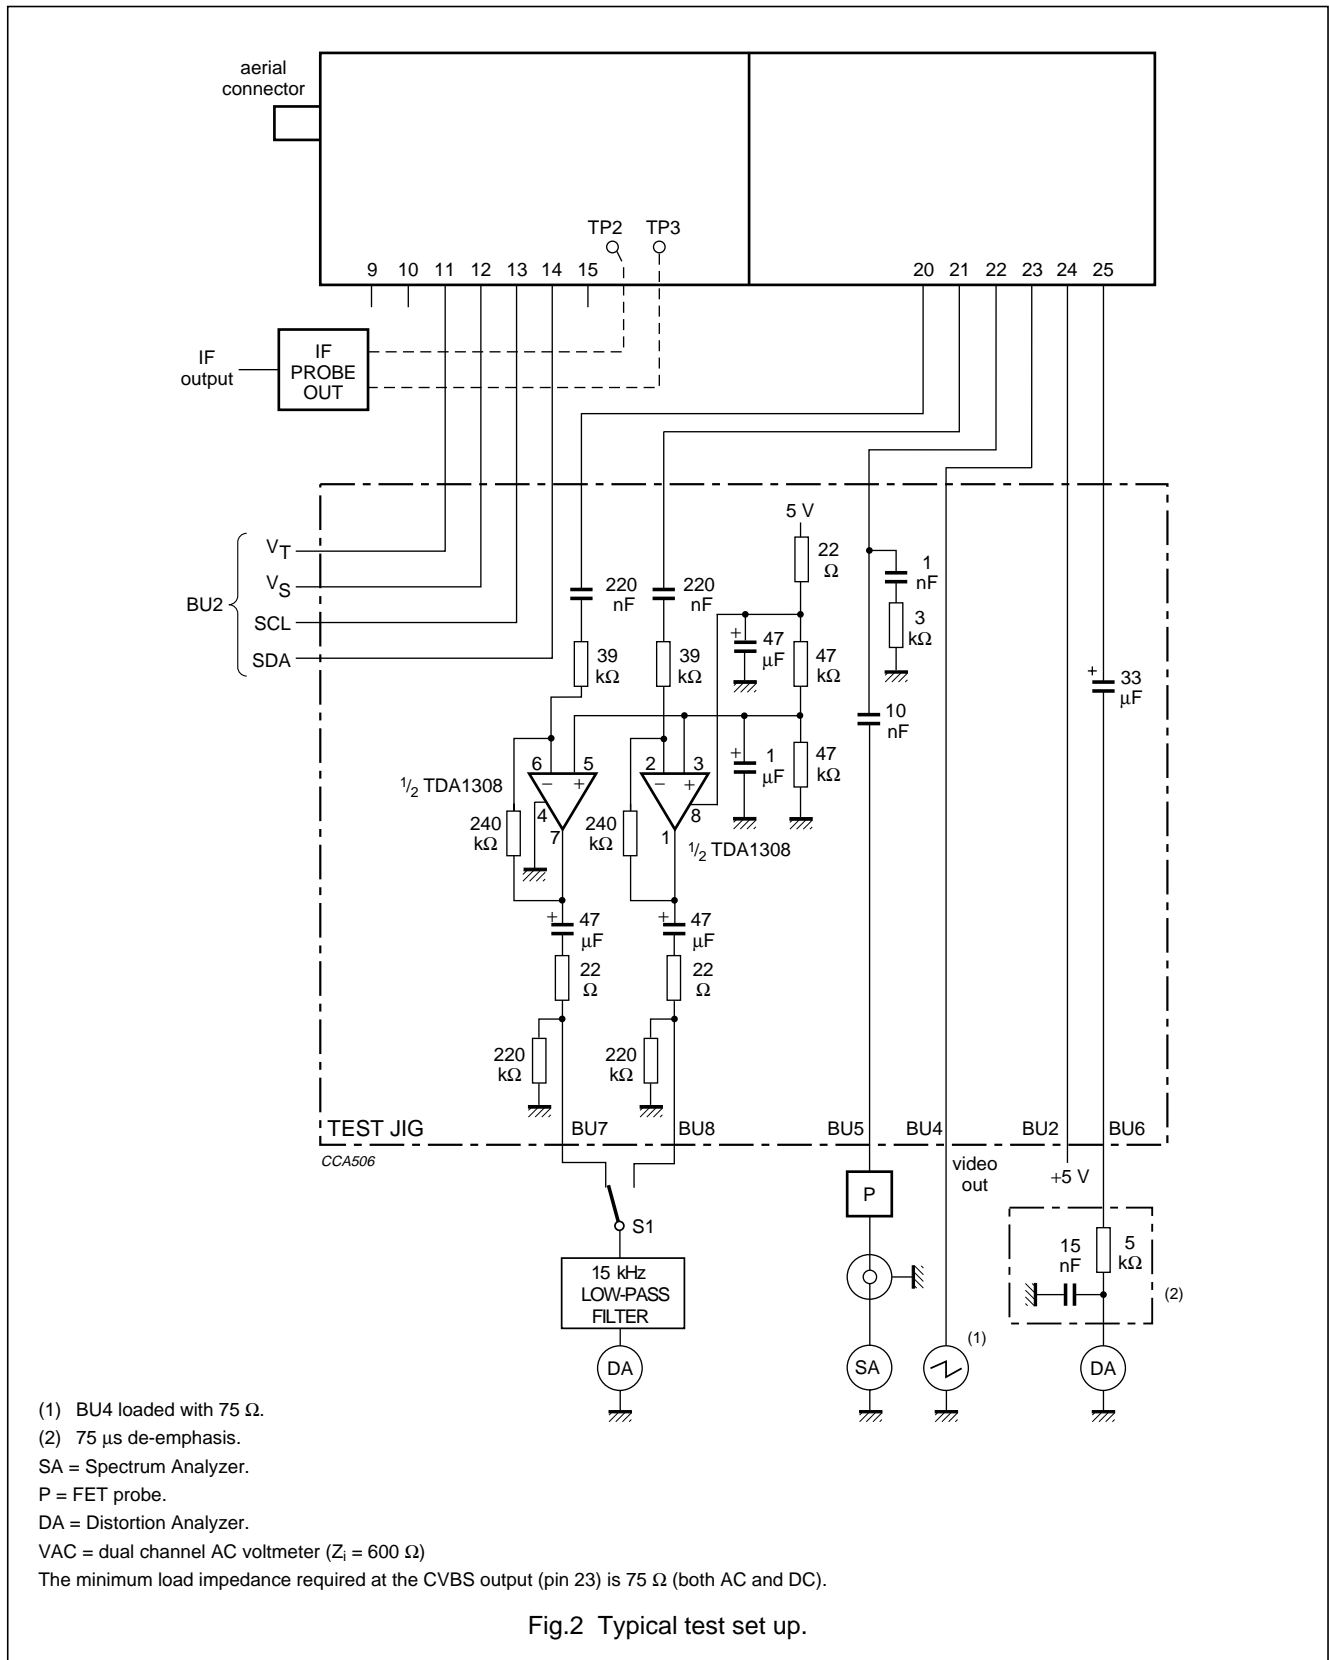 aerial
connector
TP2 TP3
9 10 11 12 13 14 15 20 21 22 23 24 25
IF
output
IF
PROBE
OUT
5 V
22
Ω
1
nF
3
kΩ
BU2
VT
VS
SCL
SDA
220
nF
220
nF
+ 47
µF
47
kΩ
39
kΩ
39
kΩ
+ 33
µF
10
nF
+ 1
µF
47
kΩ
6 5
− +
2 3
− +
1/2 TDA1308
4
7
8
1
1/2 TDA1308
240
kΩ
240
kΩ
+ 47
µF
+ 47
µF
22
Ω
22
Ω
220
kΩ
220
kΩ
TEST JIG
BU7 BU8 BU5 BU4 BU2 BU6
CCA506
video
out
+5 V
P
S1
15 kHz
LOW-PASS
FILTER
15
nF
5
kΩ
(2)
(1)
DA
SA
DA
(1) BU4 loaded with 75 Ω.
(2) 75 µs de-emphasis.
SA = Spectrum Analyzer.
P = FET probe.
DA = Distortion Analyzer.
VAC = dual channel AC voltmeter (Zi = 600 Ω)
The minimum load impedance required at the CVBS output (pin 23) is 75 Ω (both AC and DC).
Fig.2 Typical test set up.